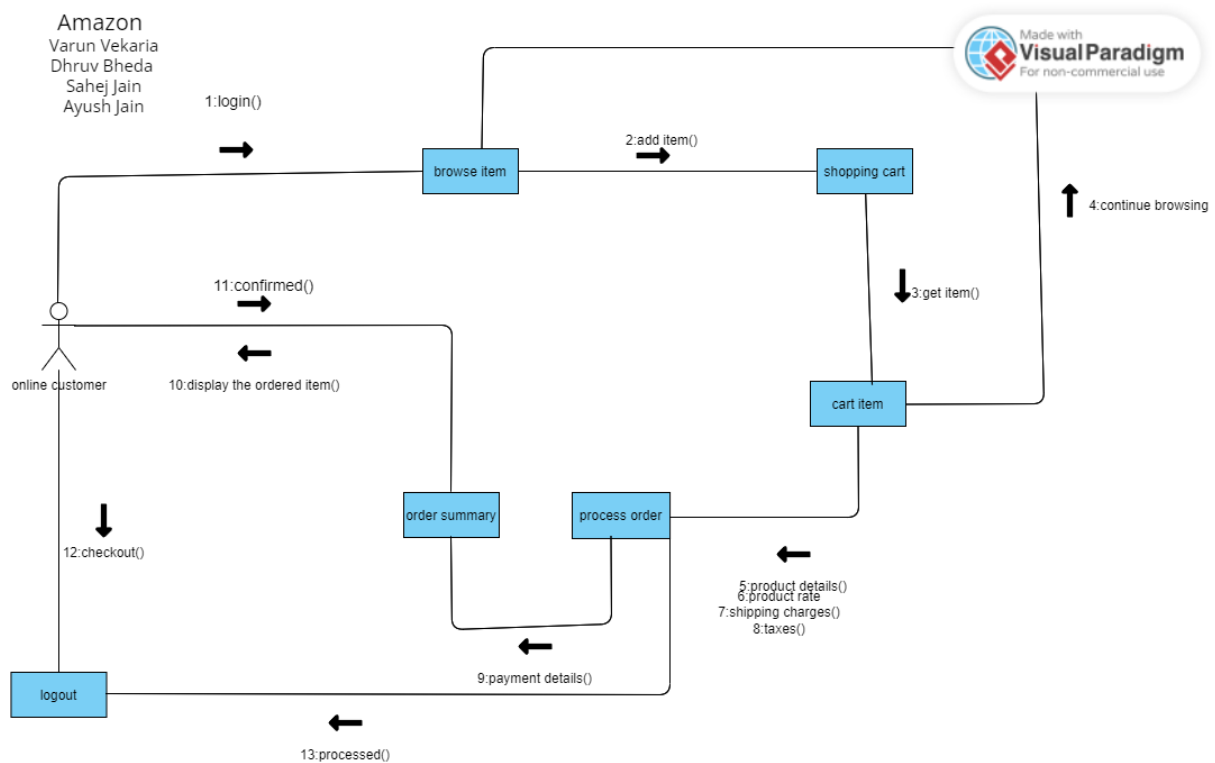 Amazon
Varun Vekaria
Dhruv Bheda
Sahej Jain
Ayush Jain
Made with
Visual Paradigm
For non-commercial use
1:login()
2:add item()
browse item
shopping cart
4:continue browsing
11:confirmed()
3:get item()
online customer
10:display the ordered item()
cart item
order summary
process order
12:checkout()
5:product details()
6:product rate
7:shipping charges()
8:taxes()
9:payment details()
logout
13:processed()